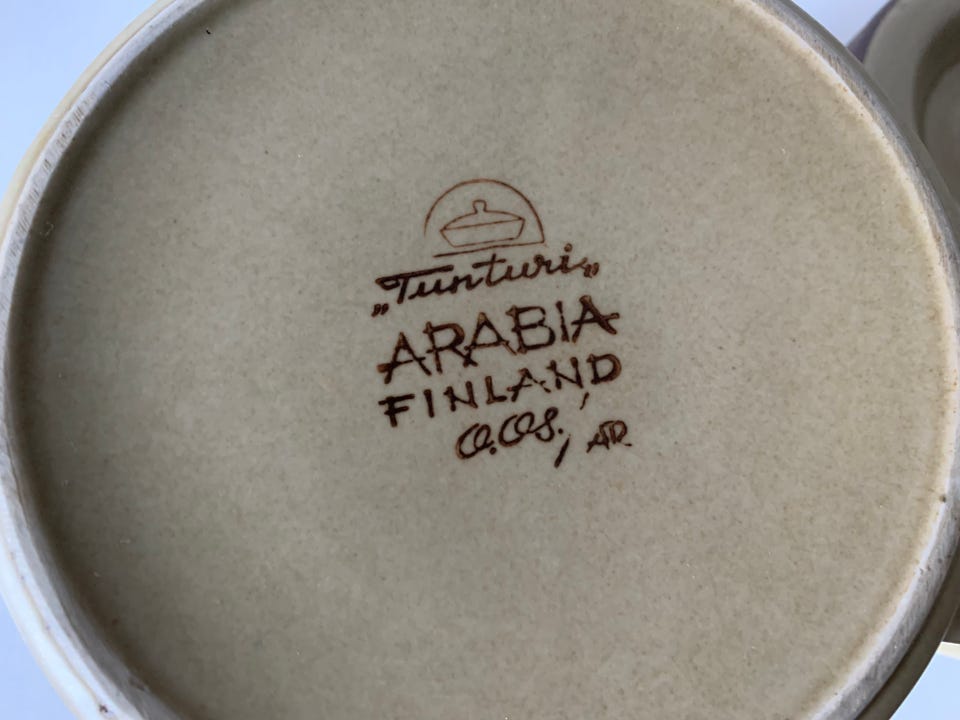 „Tunturi„
ARABIA
FINLAND
O.Os., AR